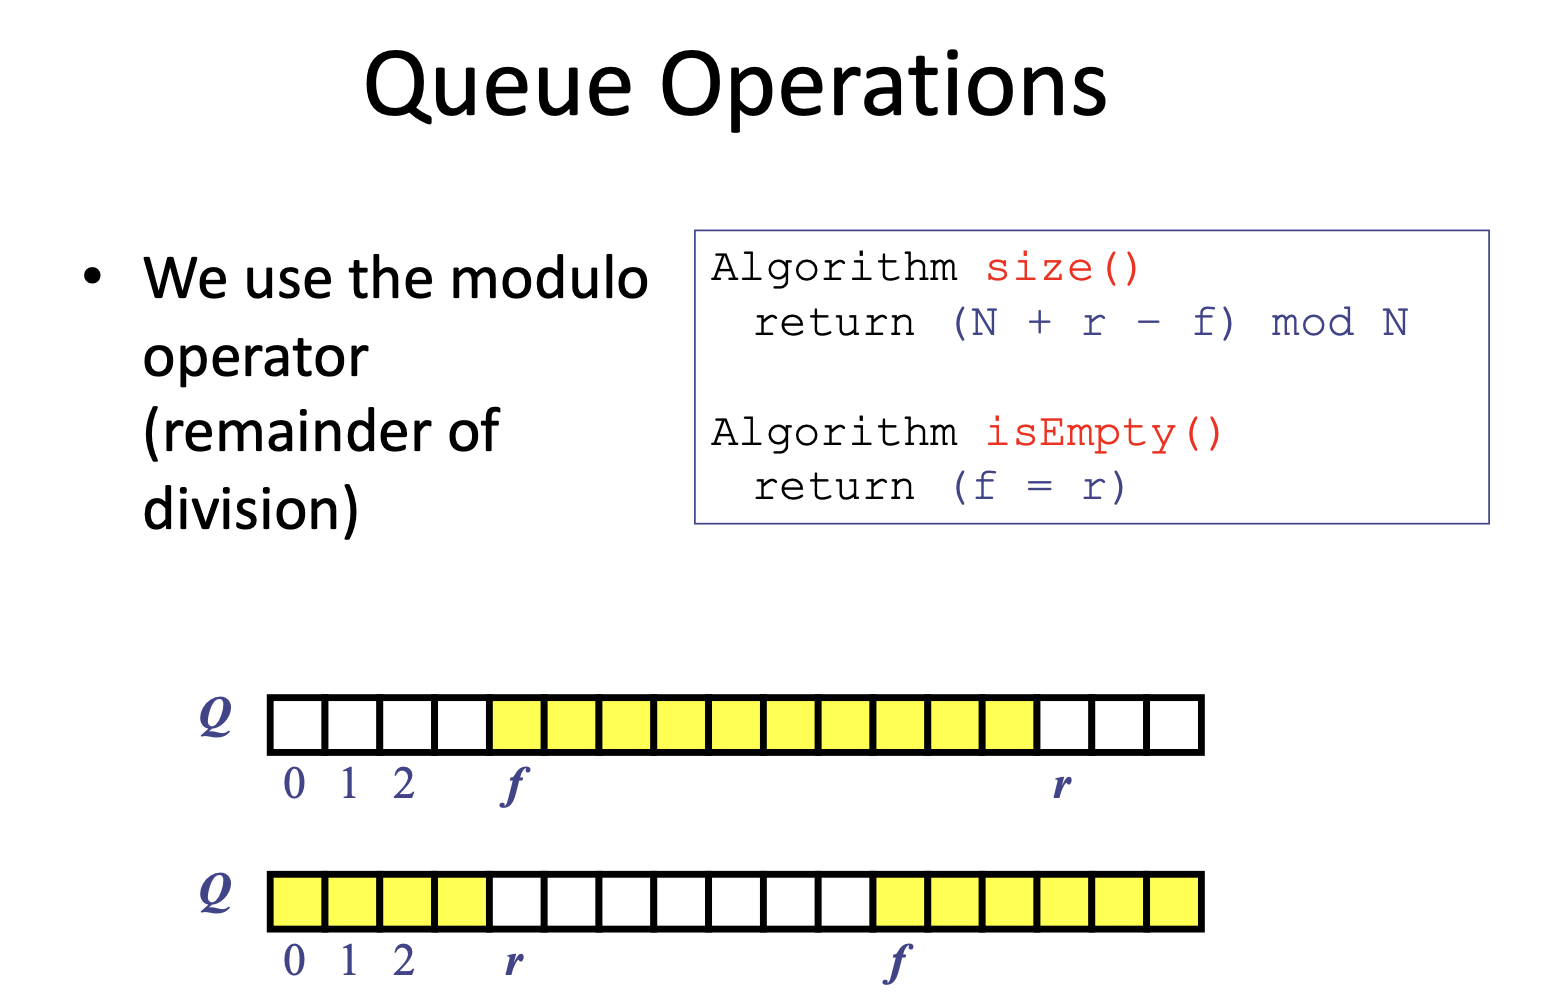 Queue Operations
• We use the modulo
operator
(remainder of
division)
Algorithm size()
return (N + r − f) mod N
Algorithm isEmpty()
return (f = r)
Q
0 1 2 f r
Q
0 1 2 r f